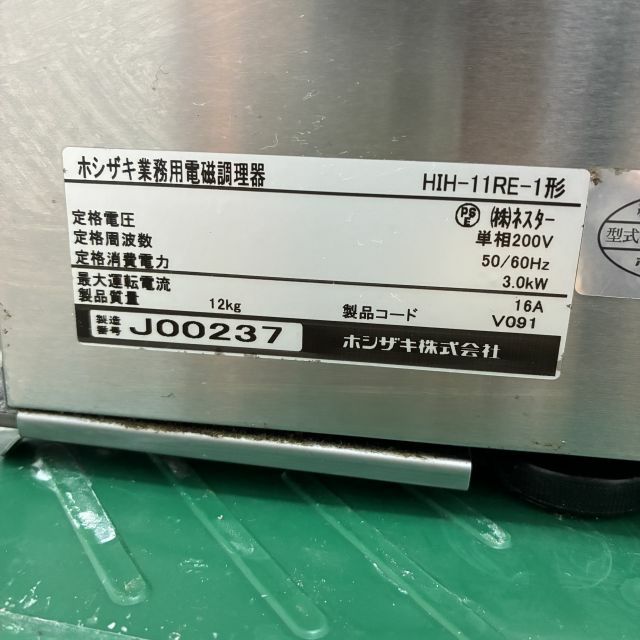 ホシザキ業務用電磁調理器 HIH-11RE-1形
PSE ㈱ネスター
定格電圧 単相200V
定格周波数 50/60Hz
定格消費電力 3.0kW
最大運転電流 16A
製品質量 12kg 製品コード V091
製造番号 J00237 ホシザキ株式会社
型式